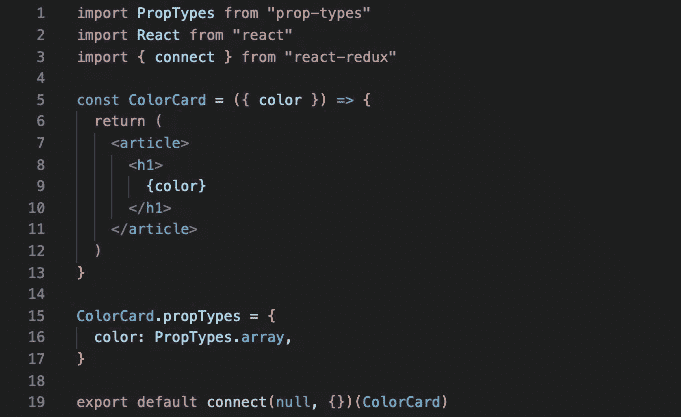 1 import PropTypes from "prop-types"
2 import React from "react"
3 import { connect } from "react-redux"
4
5 const ColorCard = ({ color }) => {
6   return (
7     <article>
8       <h1>
9         {color}
10       </h1>
11     </article>
12   )
13 }
14
15 ColorCard.propTypes = {
16   color: PropTypes.array,
17 }
18
19 export default connect(null, {})(ColorCard)